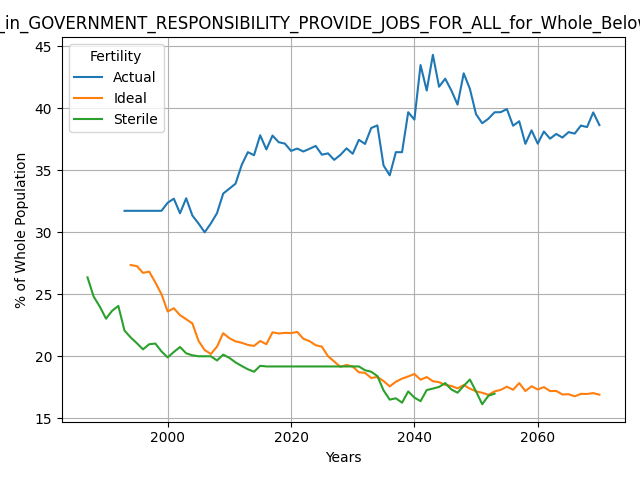 _in_GOVERNMENT_RESPONSIBILITY_PROVIDE_JOBS_FOR_ALL_for_Whole_Below
45
40
35
30
25
20
15
% of Whole Population
Fertility
Actual
Ideal
Sterile
2000
2020
2040
2060
Years